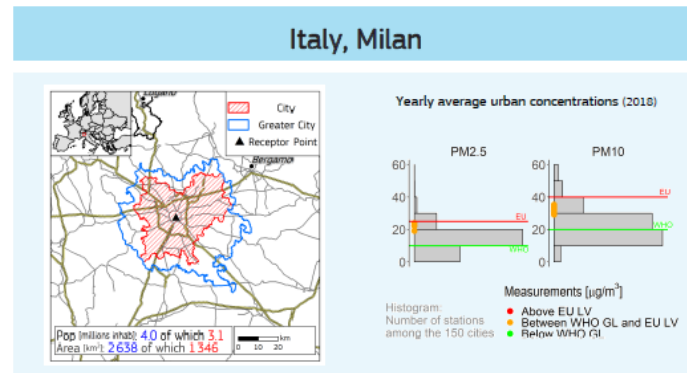 Italy, Milan
Lugano
City
Greater City
Receptor Point
Bergamo
Pop [millions inhab]: 4.0 of which 3.1
Area [km²]: 2638 of which 1346
km
0 10 20
Yearly average urban concentrations (2018)
PM2.5
PM10
60
40
20
0
EU
WHO
60
40
20
0
EU
WHO
Measurements [µg/m³]
Histogram:
Number of stations
among the 150 cities
Above EU LV
Between WHO GL and EU LV
Below WHO GL